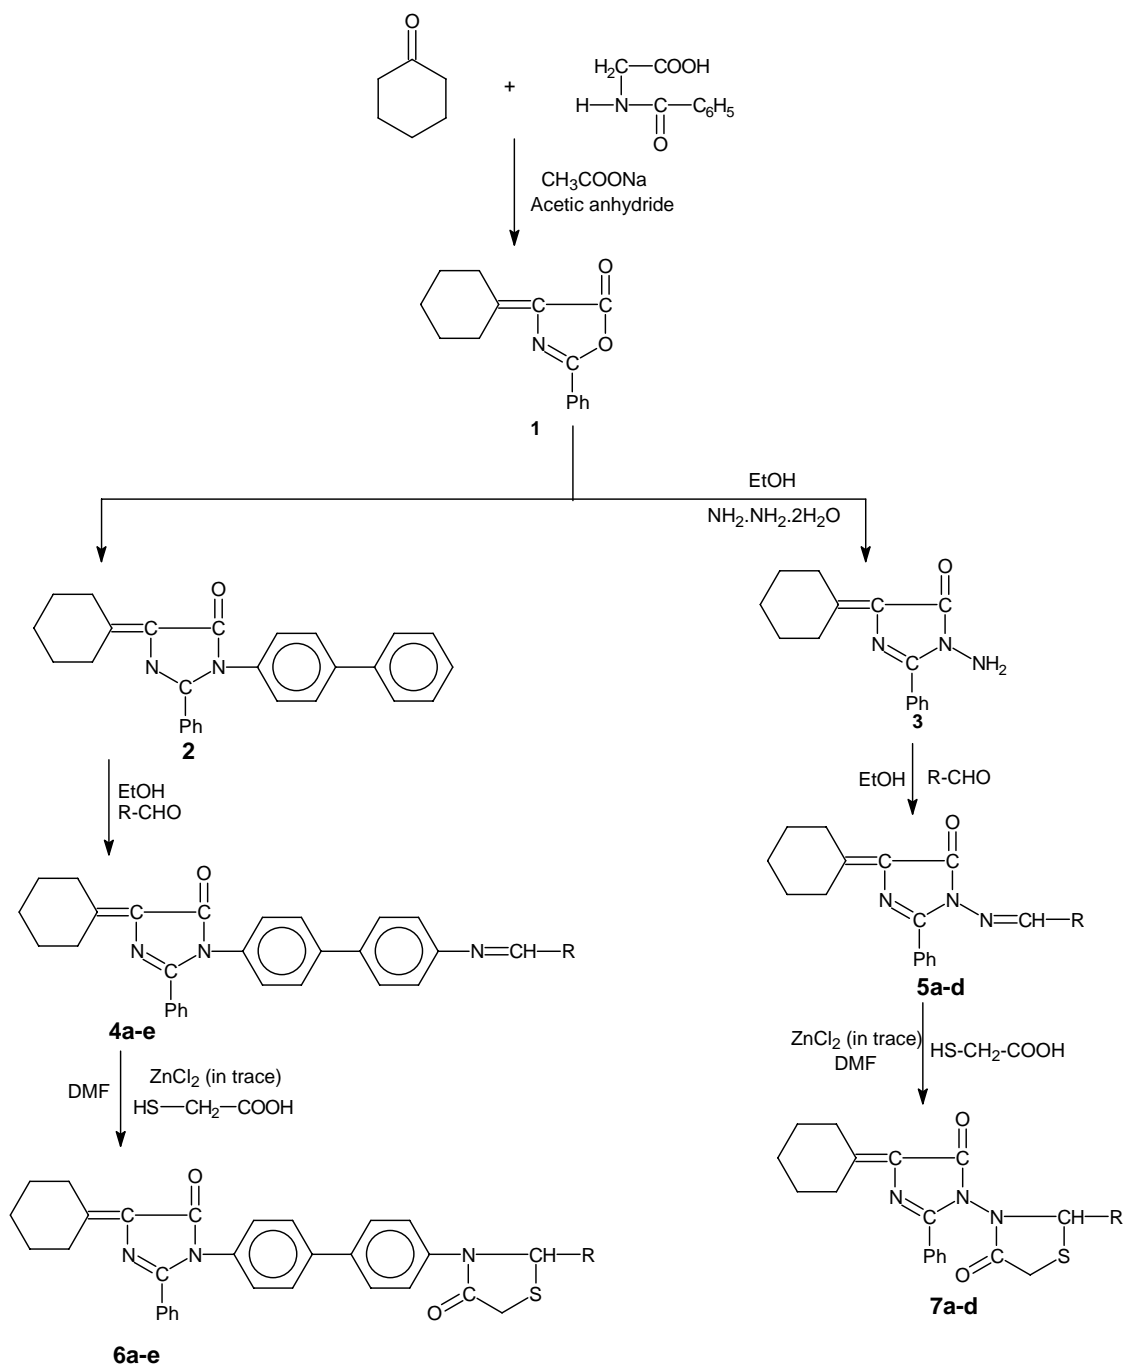 O
+
H2C COOH
H N C C6H5
O
CH3COONa
Acetic anhydride
O
C C
N O
C
Ph
1
EtOH
NH2.NH2.2H2O
O
C C
N N
C
Ph
2
O
C C
N N NH2
C
Ph
3
EtOH
R-CHO
EtOH R-CHO
O
C C
N N N CH R
C
Ph
4a-e
O
C C
N N N CH R
C
Ph
5a-d
DMF ZnCl2 (in trace)
HS CH2 COOH
ZnCl2 (in trace) HS-CH2-COOH
DMF
O
C C
N N N CH R
C C S
Ph O
6a-e
O
C C
N N N CH R
C C S
Ph O
7a-d